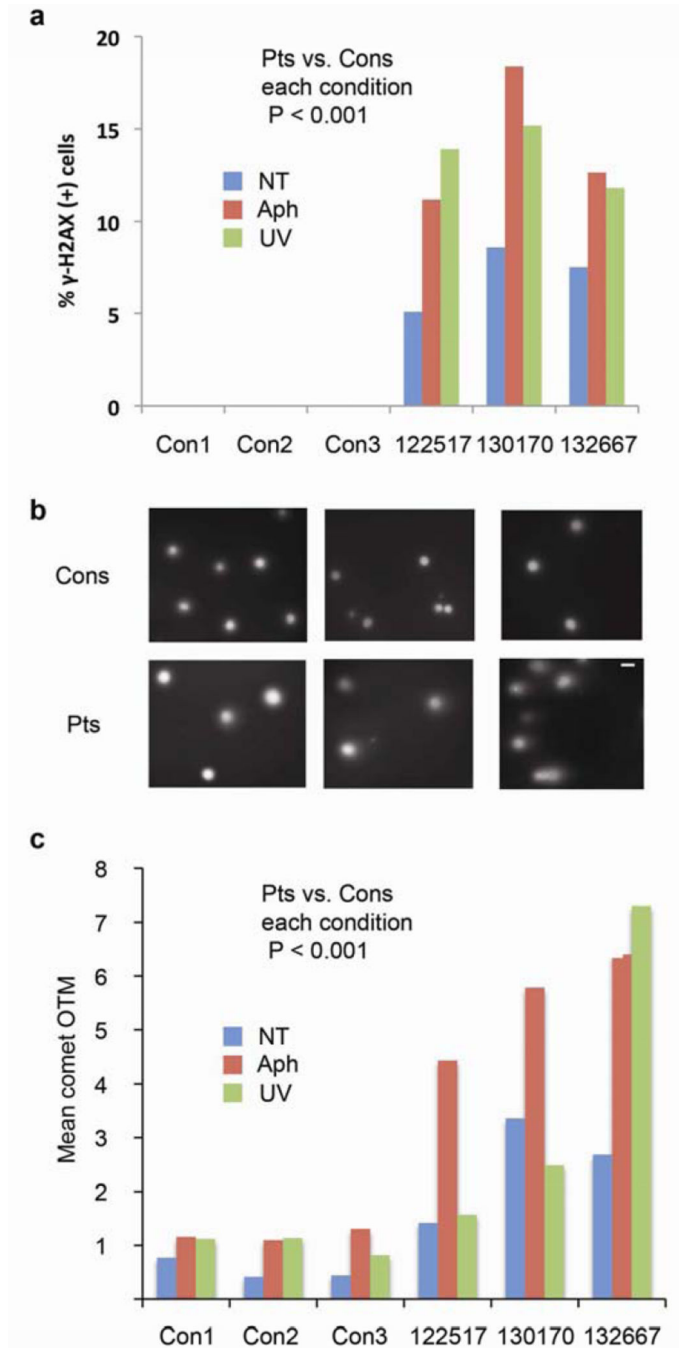 a
20
15
10
5
0
% γ-H2AX (+) cells
Pts vs. Cons
each condition
P < 0.001
NT
Aph
UV
Con1 Con2 Con3 122517 130170 132667
b
Cons
Pts
c
8
7
6
5
4
3
2
1
Mean comet OTM
Pts vs. Cons
each condition
P < 0.001
NT
Aph
UV
Con1 Con2 Con3 122517 130170 132667